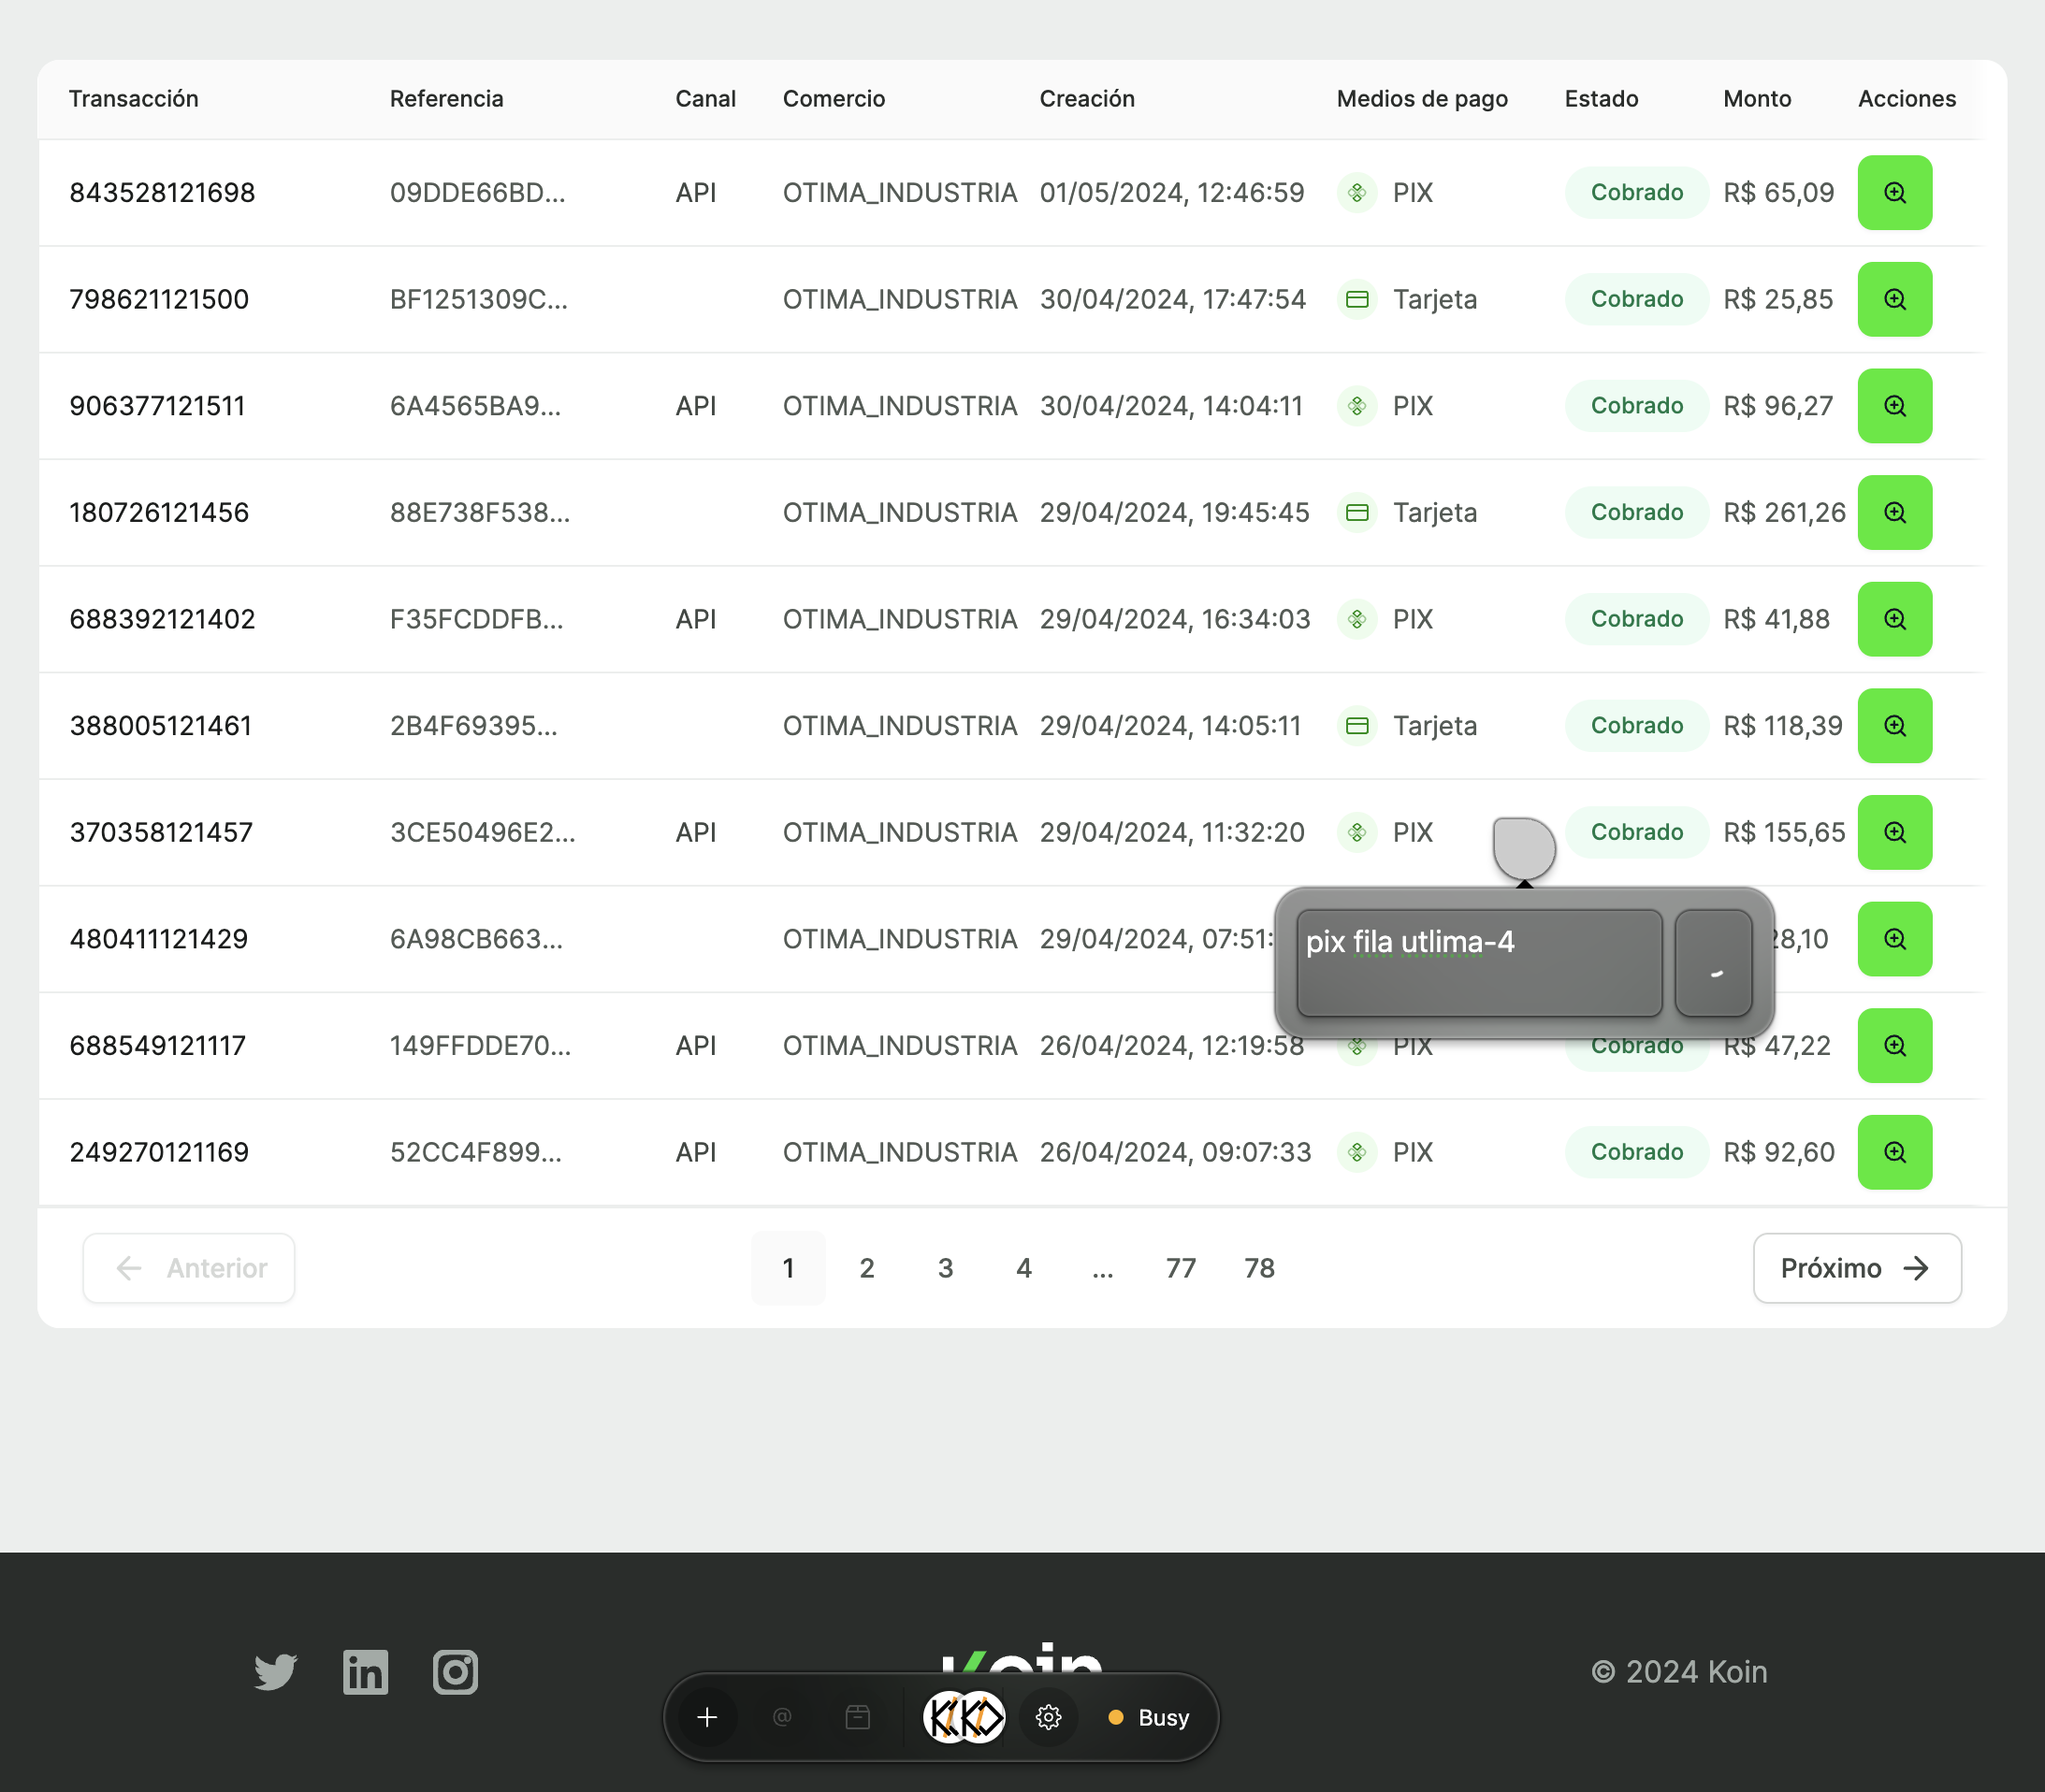 Transacción Referencia Canal Comercio Creación Medios de pago Estado Monto Acciones
843528121698 09DDE66BD... API OTIMA_INDUSTRIA 01/05/2024, 12:46:59 PIX Cobrado R$ 65,09
798621121500 BF1251309C... OTIMA_INDUSTRIA 30/04/2024, 17:47:54 Tarjeta Cobrado R$ 25,85
906377121511 6A4565BA9... API OTIMA_INDUSTRIA 30/04/2024, 14:04:11 PIX Cobrado R$ 96,27
180726121456 88E738F538... OTIMA_INDUSTRIA 29/04/2024, 19:45:45 Tarjeta Cobrado R$ 261,26
688392121402 F35FCDDFB... API OTIMA_INDUSTRIA 29/04/2024, 16:34:03 PIX Cobrado R$ 41,88
388005121461 2B4F69395... OTIMA_INDUSTRIA 29/04/2024, 14:05:11 Tarjeta Cobrado R$ 118,39
370358121457 3CE50496E2... API OTIMA_INDUSTRIA 29/04/2024, 11:32:20 PIX Cobrado R$ 155,65
480411121429 6A98CB663... OTIMA_INDUSTRIA 29/04/2024, 07:51: 28,10
pix fila utlima-4
688549121117 149FFDDE70... API OTIMA_INDUSTRIA 26/04/2024, 12:19:58 PIX Cobrado R$ 47,22
249270121169 52CC4F899... API OTIMA_INDUSTRIA 26/04/2024, 09:07:33 PIX Cobrado R$ 92,60
Anterior 1 2 3 4 ... 77 78 Próximo
Koin
© 2024 Koin
Busy